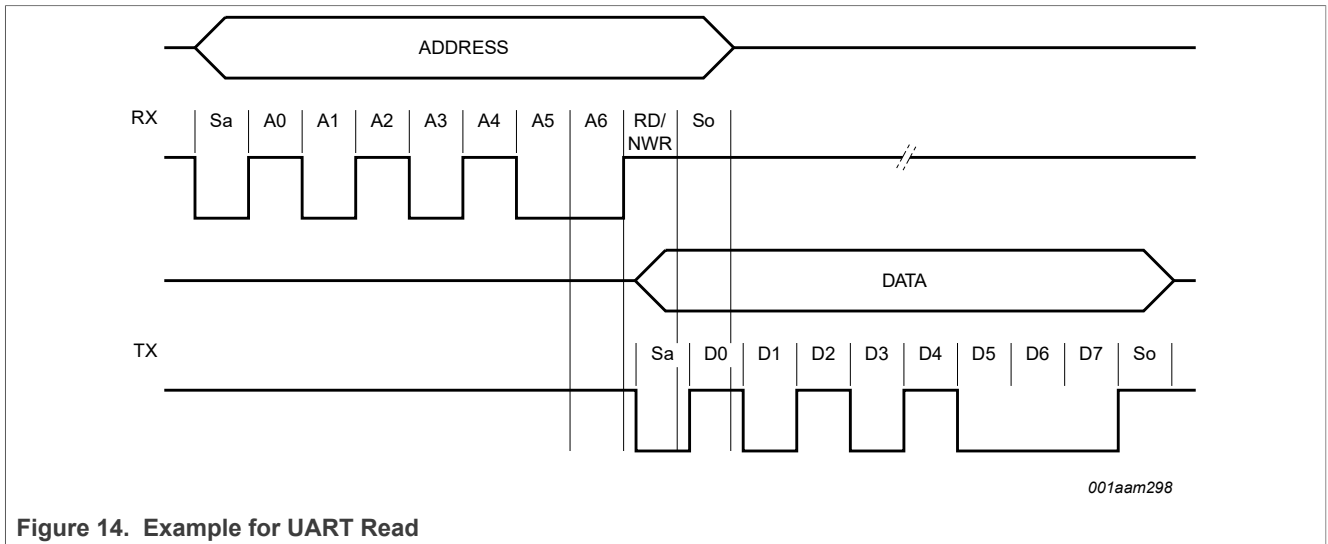 ADDRESS
RX Sa A0 A1 A2 A3 A4 A5 A6 RD/ So
NWR
DATA
TX Sa D0 D1 D2 D3 D4 D5 D6 D7 So
001aam298
Figure 14. Example for UART Read